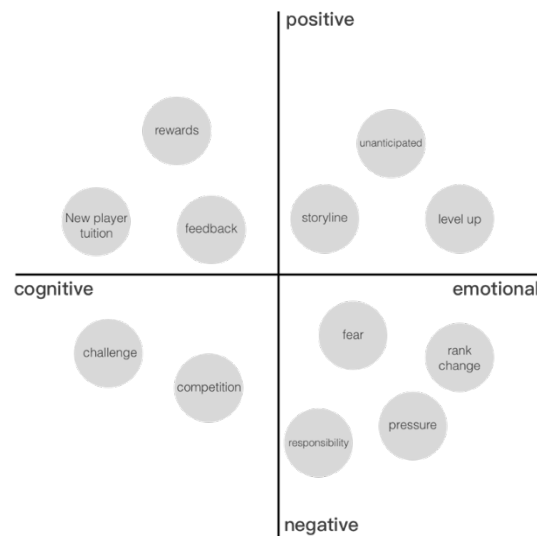 positive
rewards
unanticipated
New player
tuition
feedback
storyline
level up
cognitive
emotional
challenge
competition
fear
rank
change
responsibility
pressure
negative